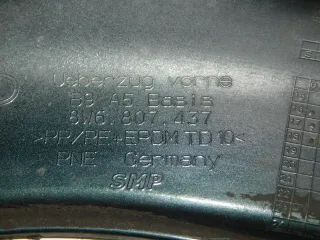 Ueberzug vorne
B9 A5 Basis
8W6.807.437
>PP/PE+EPDM TD10<
PNE Germany
SMP